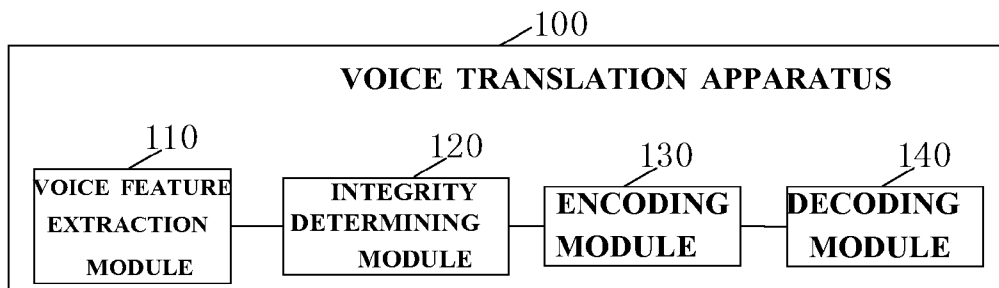 100
VOICE TRANSLATION APPARATUS
110
VOICE FEATURE
EXTRACTION
MODULE
120
INTEGRITY
DETERMINING
MODULE
130
ENCODING
MODULE
140
DECODING
MODULE